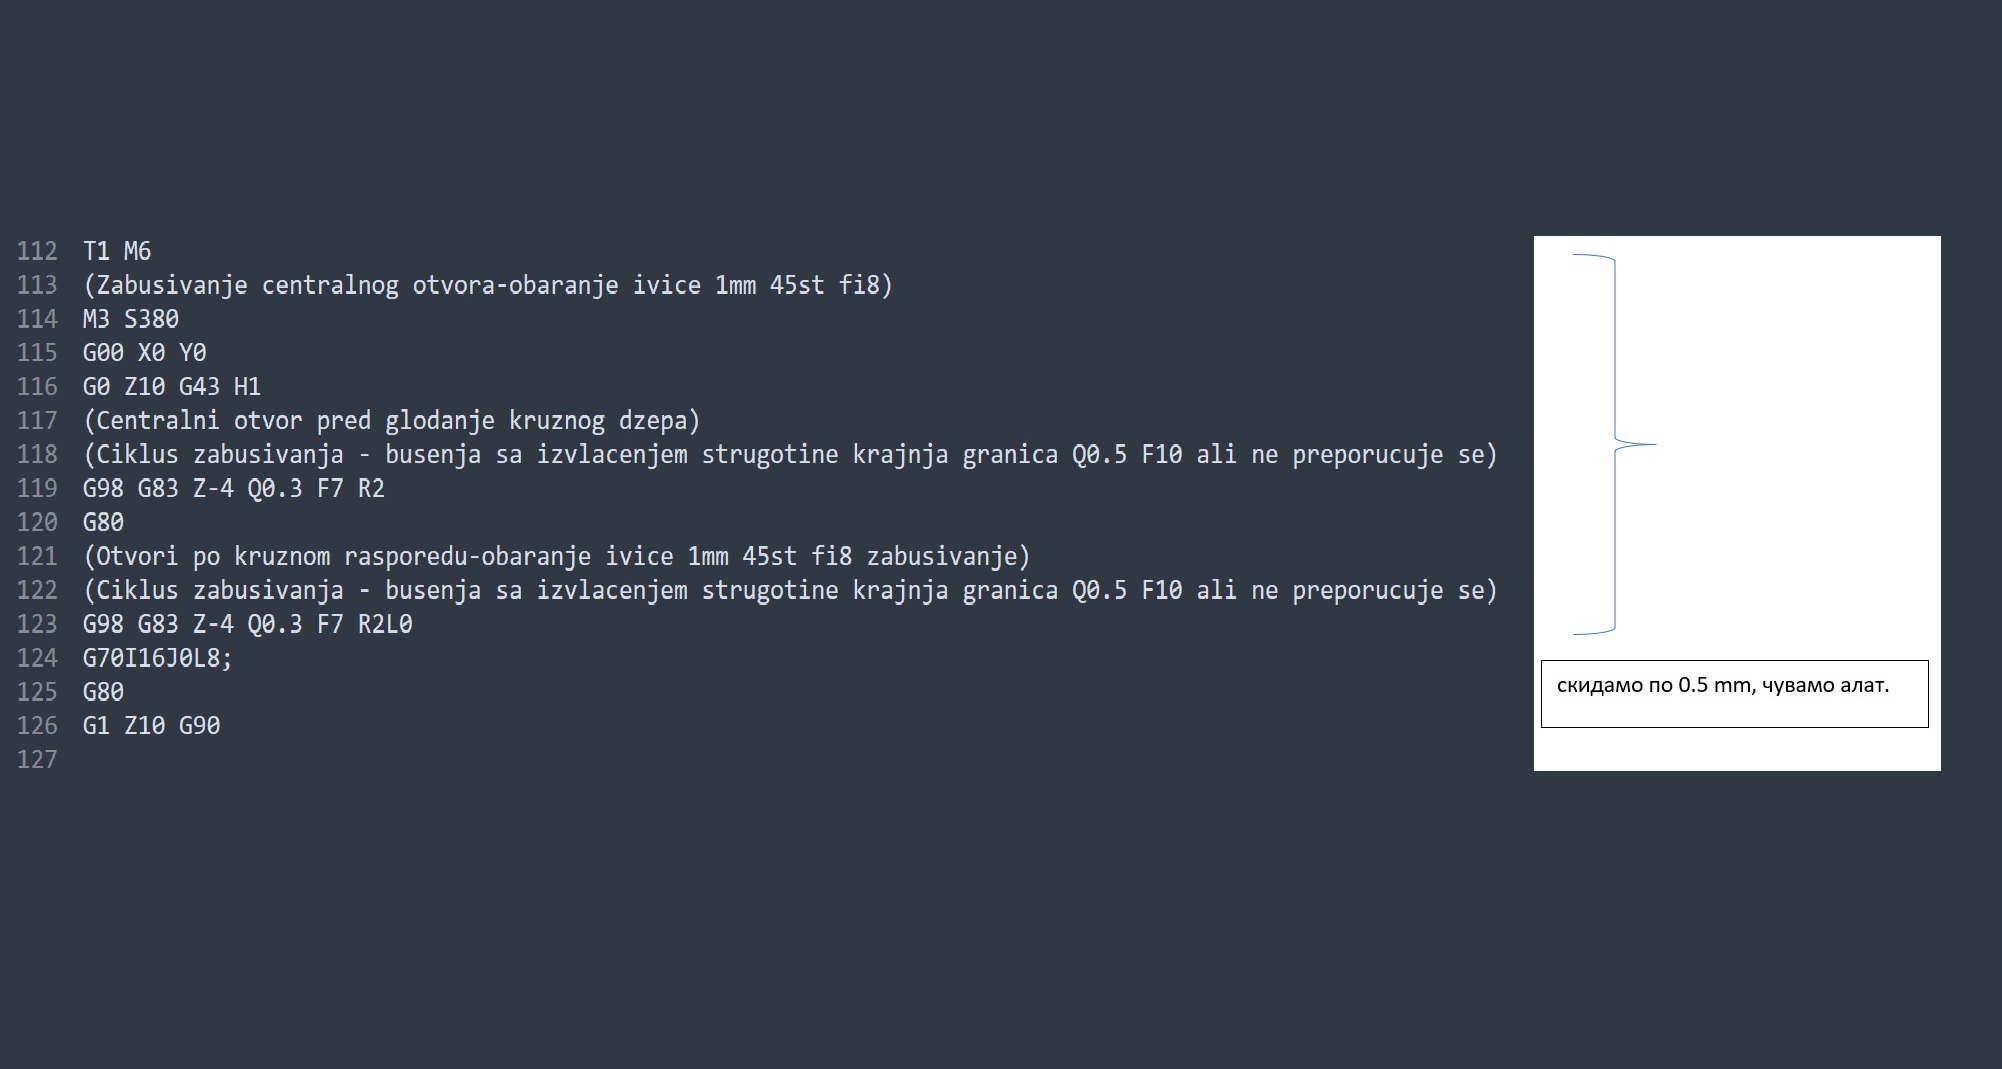 112 T1 M6
113 (Zabusivanje centralnog otvora-obaranje ivice 1mm 45st fi8)
114 M3 S380
115 G00 X0 Y0
116 G0 Z10 G43 H1
117 (Centralni otvor pred glodanje kruznog dzepa)
118 (Ciklus zabusivanja - busenja sa izvlacenjem strugotine krajnja granica Q0.5 F10 ali ne preporucuje se)
119 G98 G83 Z-4 Q0.3 F7 R2
120 G80
121 (Otvori po kruznom rasporedu-obaranje ivice 1mm 45st fi8 zabusivanje)
122 (Ciklus zabusivanja - busenja sa izvlacenjem strugotine krajnja granica Q0.5 F10 ali ne preporucuje se)
123 G98 G83 Z-4 Q0.3 F7 R2L0
124 G70I16J0L8;
125 G80
126 G1 Z10 G90
127
скидамо по 0.5 mm, чувамо алат.